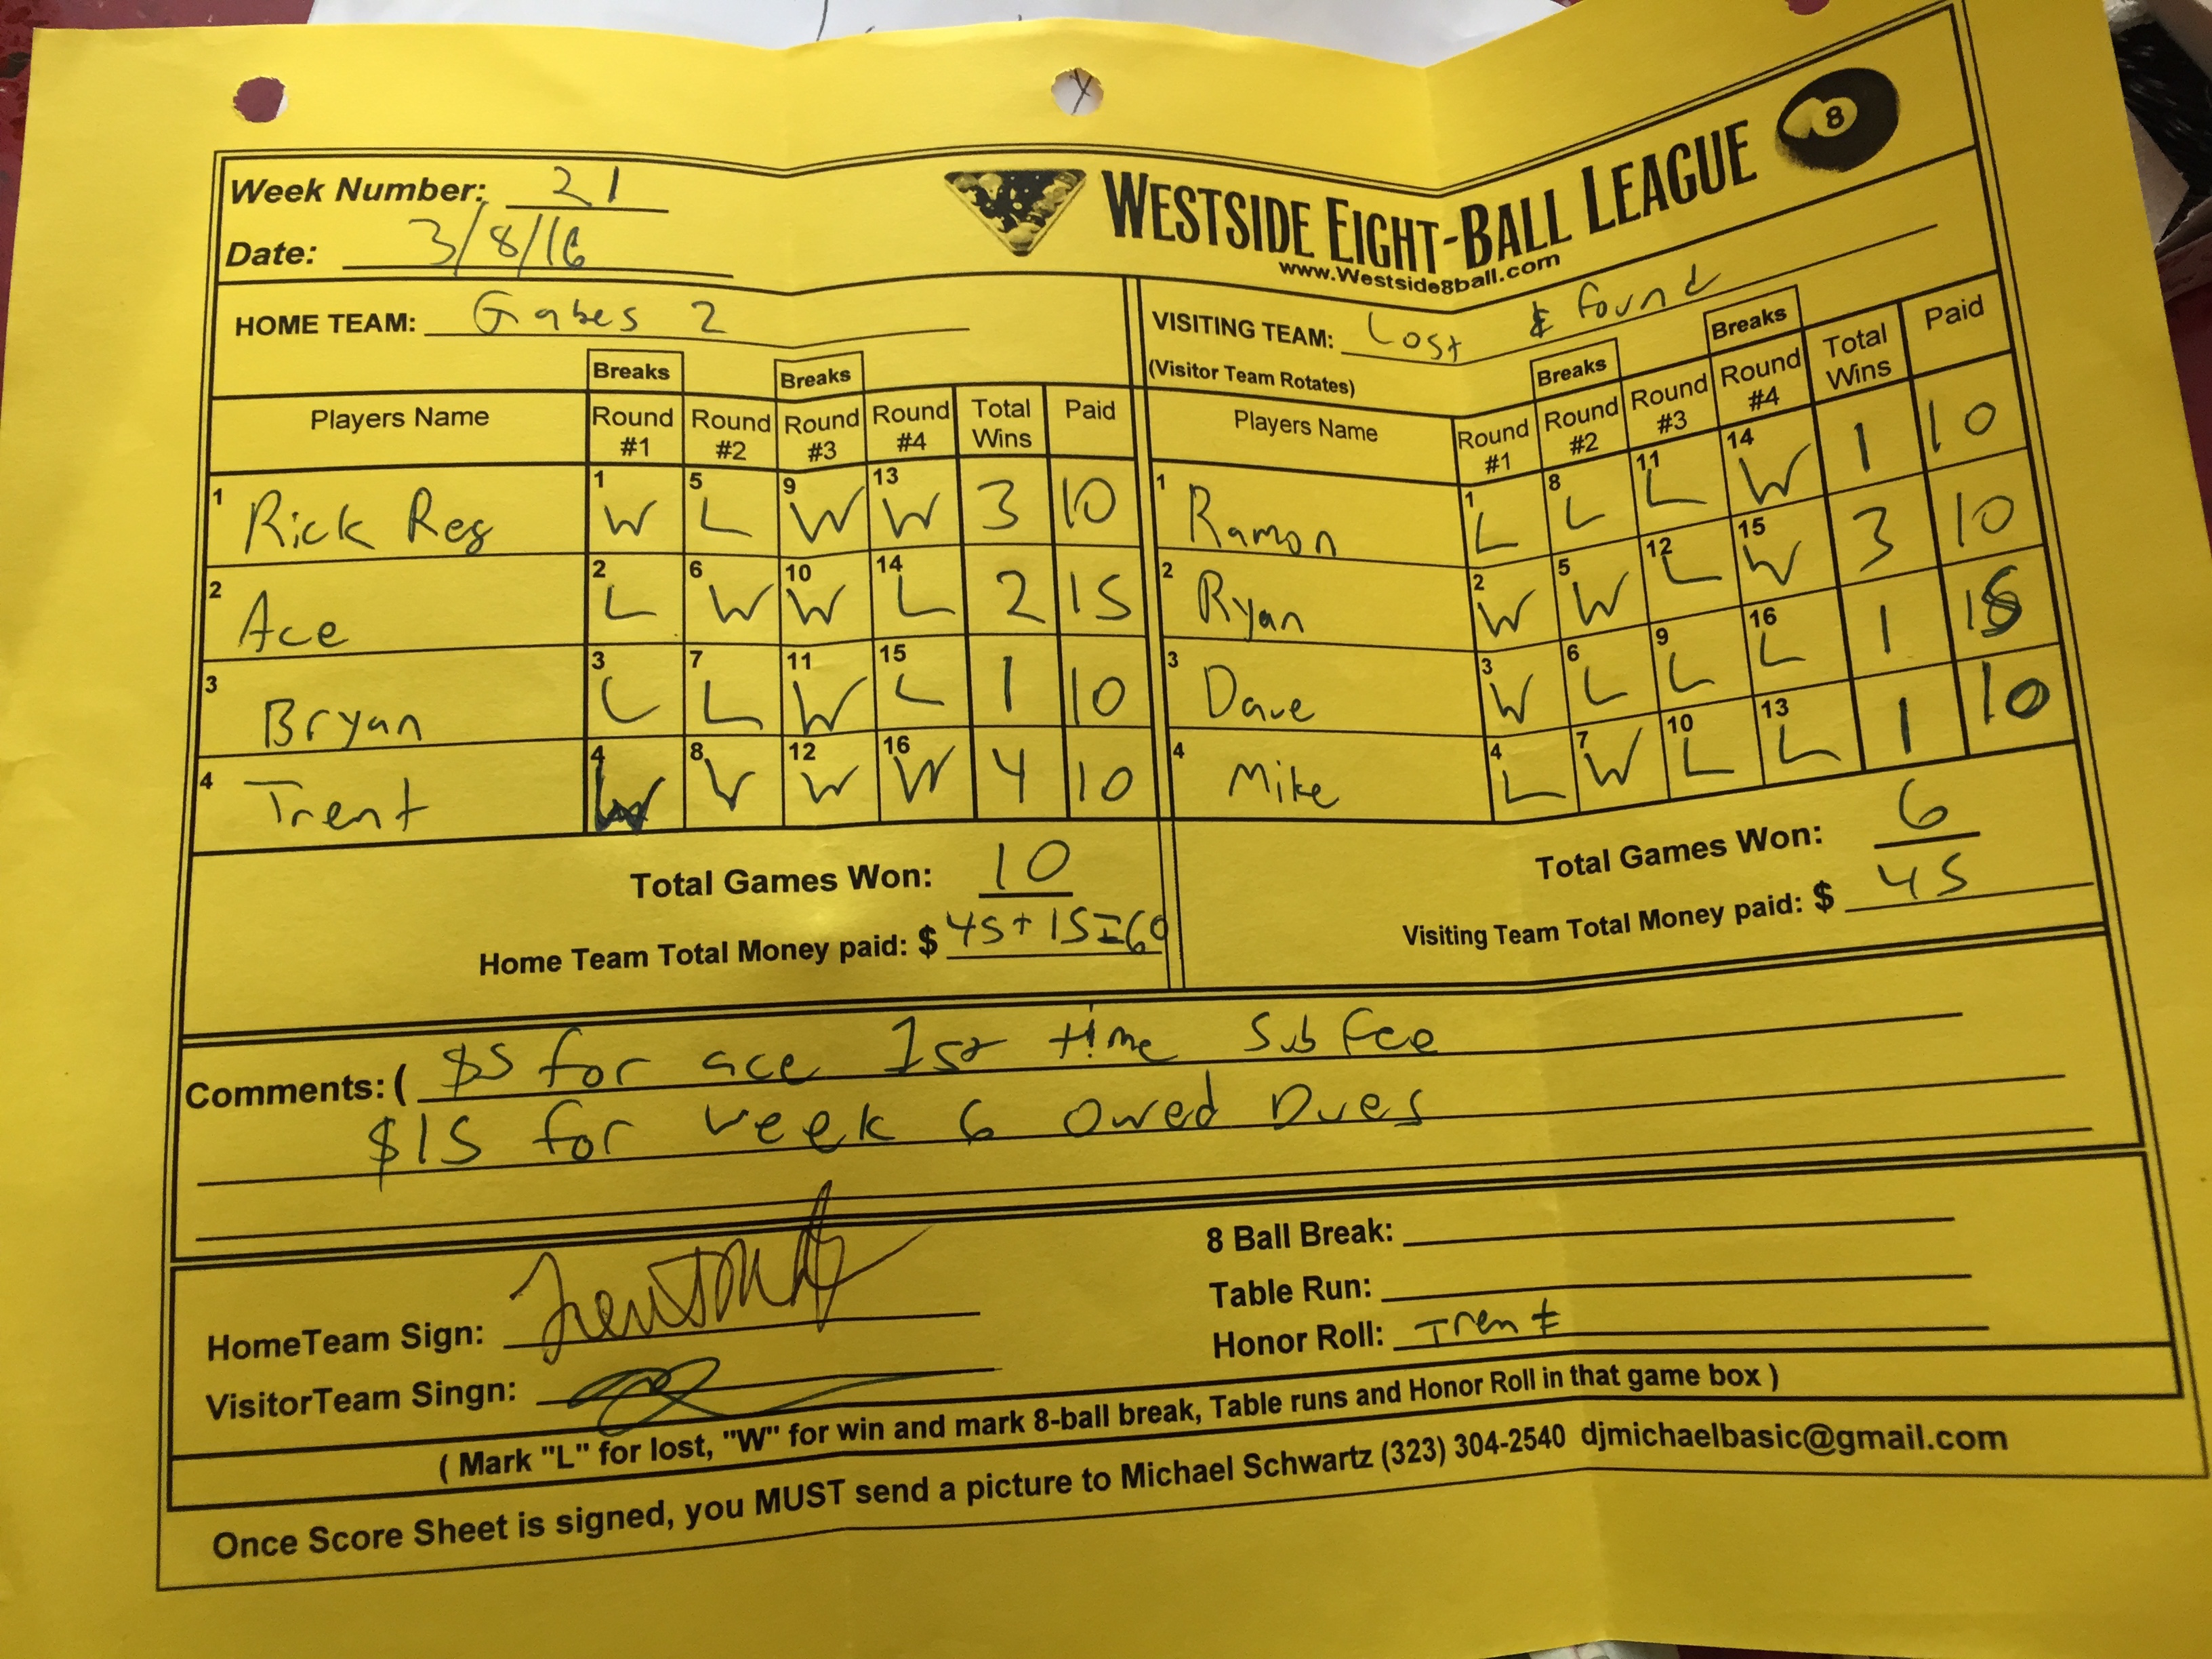 Week Number: 21
Date: 3/8/16
WESTSIDE EIGHT-BALL LEAGUE 8
www.Westside8ball.com
HOME TEAM: Gabes 2
VISITING TEAM: Lost & found
(Visitor Team Rotates)
Breaks Breaks Breaks Breaks
Players Name Round #1 Round #2 Round #3 Round #4 Total Wins Paid
1 Rick Reg 1 W 5 L 9 W 13 W 3 10
2 Ace 2 L 6 W 10 W 14 L 2 15
3 Bryan 3 L 7 L 11 W 15 L 1 10
4 Trent 4 W 8 W 12 W 16 W 4 10
Total Games Won: 10
Home Team Total Money paid: $ 45+15=60
Players Name Round #1 Round #2 Round #3 Round #4 Total Wins Paid
1 Ramon 1 L 8 L 11 L 14 W 1 10
2 Ryan 2 W 5 W 12 L 15 W 3 10
3 Dave 3 W 6 L 9 L 16 L 1 15
4 Mike 4 L 7 W 10 L 13 L 1 10
Total Games Won: 6
Visiting Team Total Money paid: $ 45
Comments: ( $5 for ace 1st time Sub Fee
$15 for week 6 owed Dues
HomeTeam Sign:
VisitorTeam Singn:
8 Ball Break:
Table Run:
Honor Roll: Trent
( Mark "L" for lost, "W" for win and mark 8-ball break, Table runs and Honor Roll in that game box )
Once Score Sheet is signed, you MUST send a picture to Michael Schwartz (323) 304-2540 djmichaelbasic@gmail.com